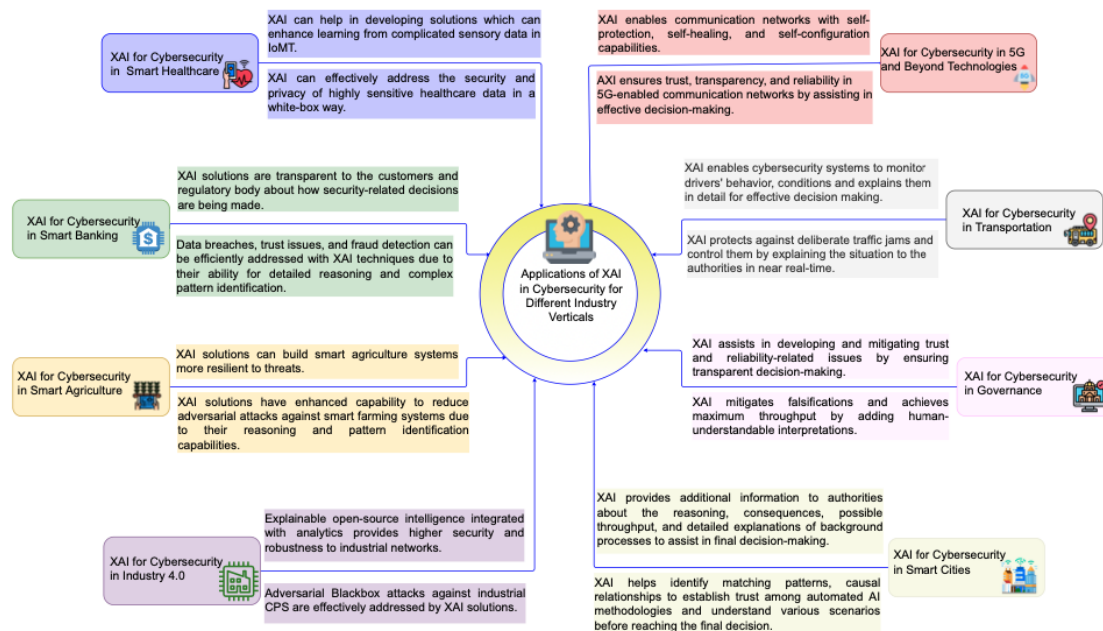 XAI for Cybersecurity
in Smart Healthcare
XAI can help in developing solutions which can
enhance learning from complicated sensory data in
IoMT.
XAI can effectively address the security and
privacy of highly sensitive healthcare data in a
white-box way.
XAI enables communication networks with self-
protection, self-healing, and self-configuration
capabilities.
AXI ensures trust, transparency, and reliability in
5G-enabled communication networks by assisting in
effective decision-making.
XAI for Cybersecurity in 5G
and Beyond Technologies
XAI for Cybersecurity
in Smart Banking
XAI solutions are transparent to the customers and
regulatory body about how security-related decisions
are being made.
Data breaches, trust issues, and fraud detection can
be efficiently addressed with XAI techniques due to
their ability for detailed reasoning and complex
pattern identification.
Applications of XAI
in Cybersecurity for
Different Industry
Verticals
XAI enables cybersecurity systems to monitor
drivers' behavior, conditions and explains them
in detail for effective decision making.
XAI protects against deliberate traffic jams and
control them by explaining the situation to the
authorities in near real-time.
XAI for Cybersecurity
in Transportation
XAI for Cybersecurity
in Smart Agriculture
XAI solutions can build smart agriculture systems
more resilient to threats.
XAI solutions have enhanced capability to reduce
adversarial attacks against smart farming systems due
to their reasoning and pattern identification
capabilities.
XAI assists in developing and mitigating trust
and reliability-related issues by ensuring
transparent decision-making.
XAI mitigates falsifications and achieves
maximum throughput by adding human-
understandable interpretations.
XAI for Cybersecurity
in Governance
XAI for Cybersecurity
in Industry 4.0
Explainable open-source intelligence integrated
with analytics provides higher security and
robustness to industrial networks.
Adversarial Blackbox attacks against industrial
CPS are effectively addressed by XAI solutions.
XAI provides additional information to authorities
about the reasoning, consequences, possible
throughput, and detailed explanations of background
processes to assist in final decision-making.
XAI helps identify matching patterns, causal
relationships to establish trust among automated AI
methodologies and understand various scenarios
before reaching the final decision.
XAI for Cybersecurity
in Smart Cities